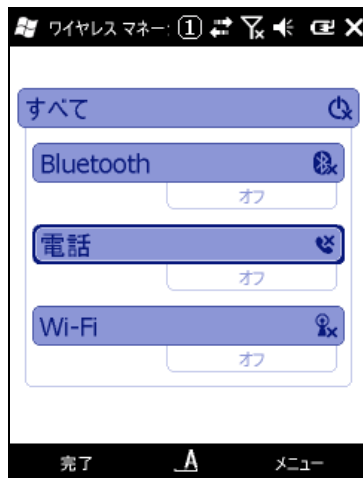 ワイヤレス マネー: 1
すべて
Bluetooth
オフ
電話
オフ
Wi-Fi
オフ
完了 A メニュー